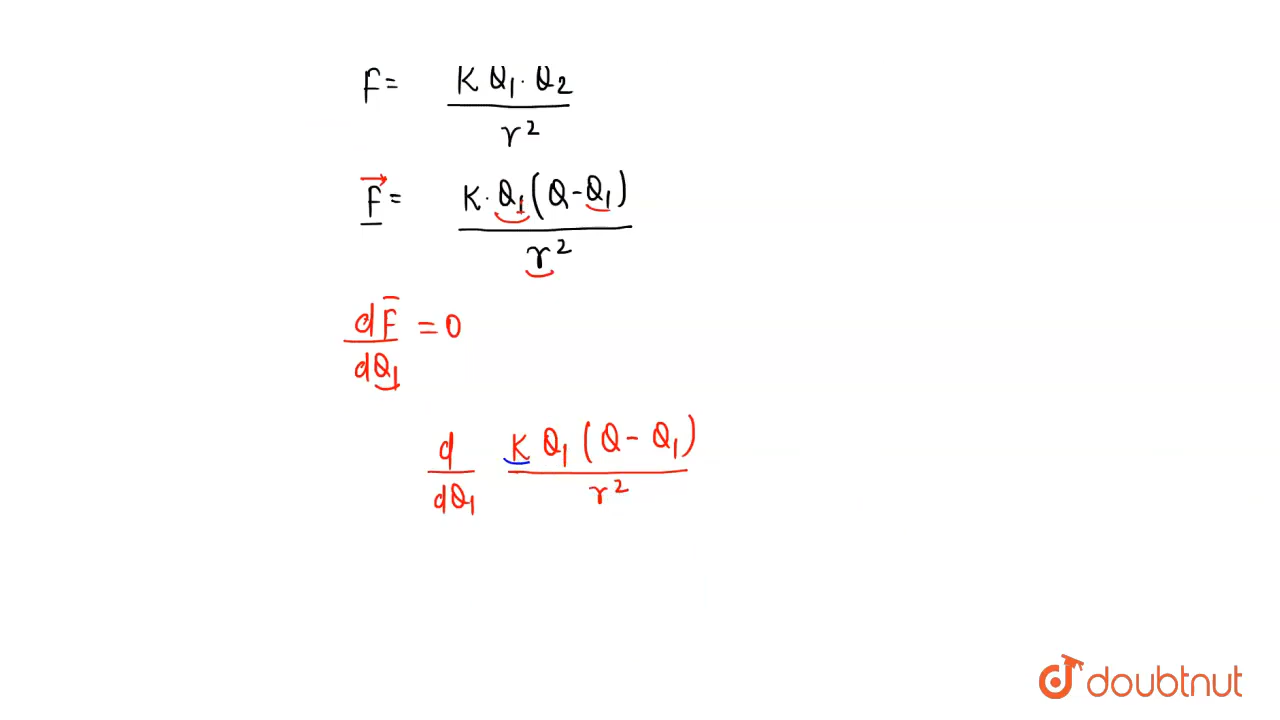 F = K Q1 · Q2 / r²
F⃗ = K · Q1 (Q - Q1) / r²
dF̄ / dQ1 = 0
d / dQ1 K Q1 (Q - Q1) / r²
doubtnut